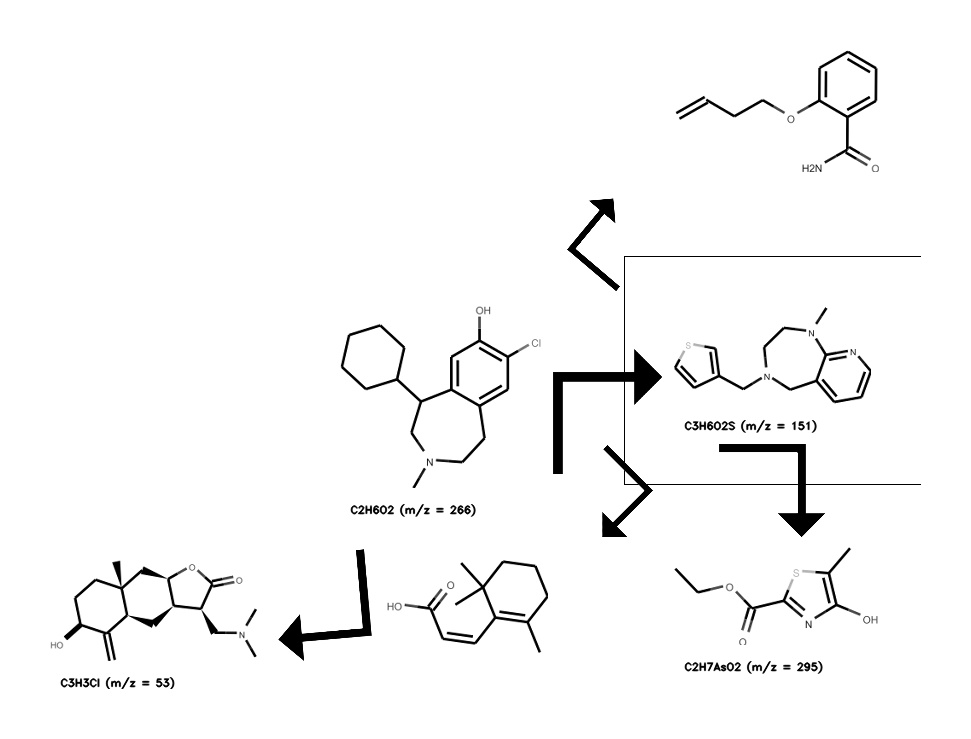 O
H2N
O
OH
Cl
N
S
N
N
N
C3H6O2S (m/z = 151)
C2H6O2 (m/z = 266)
O
O
HO
O
N
HO
S
O
O
N
OH
C2H7AsO2 (m/z = 295)
C3H3Cl (m/z = 53)